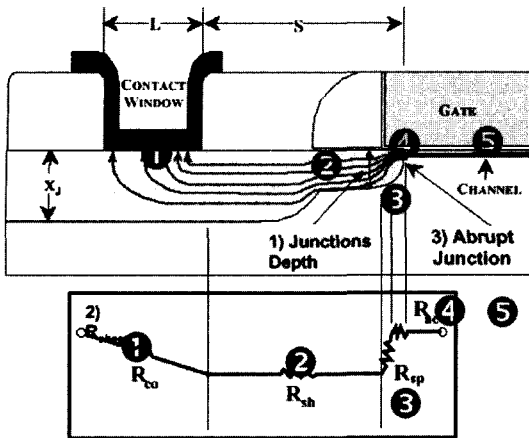 L
S
CONTACT
WINDOW
GATE
1
2
4
5
XJ
CHANNEL
3
1) Junctions
Depth
3) Abrupt
Junction
2)
1
Rco
2
Rsh
4
5
Rsp
3